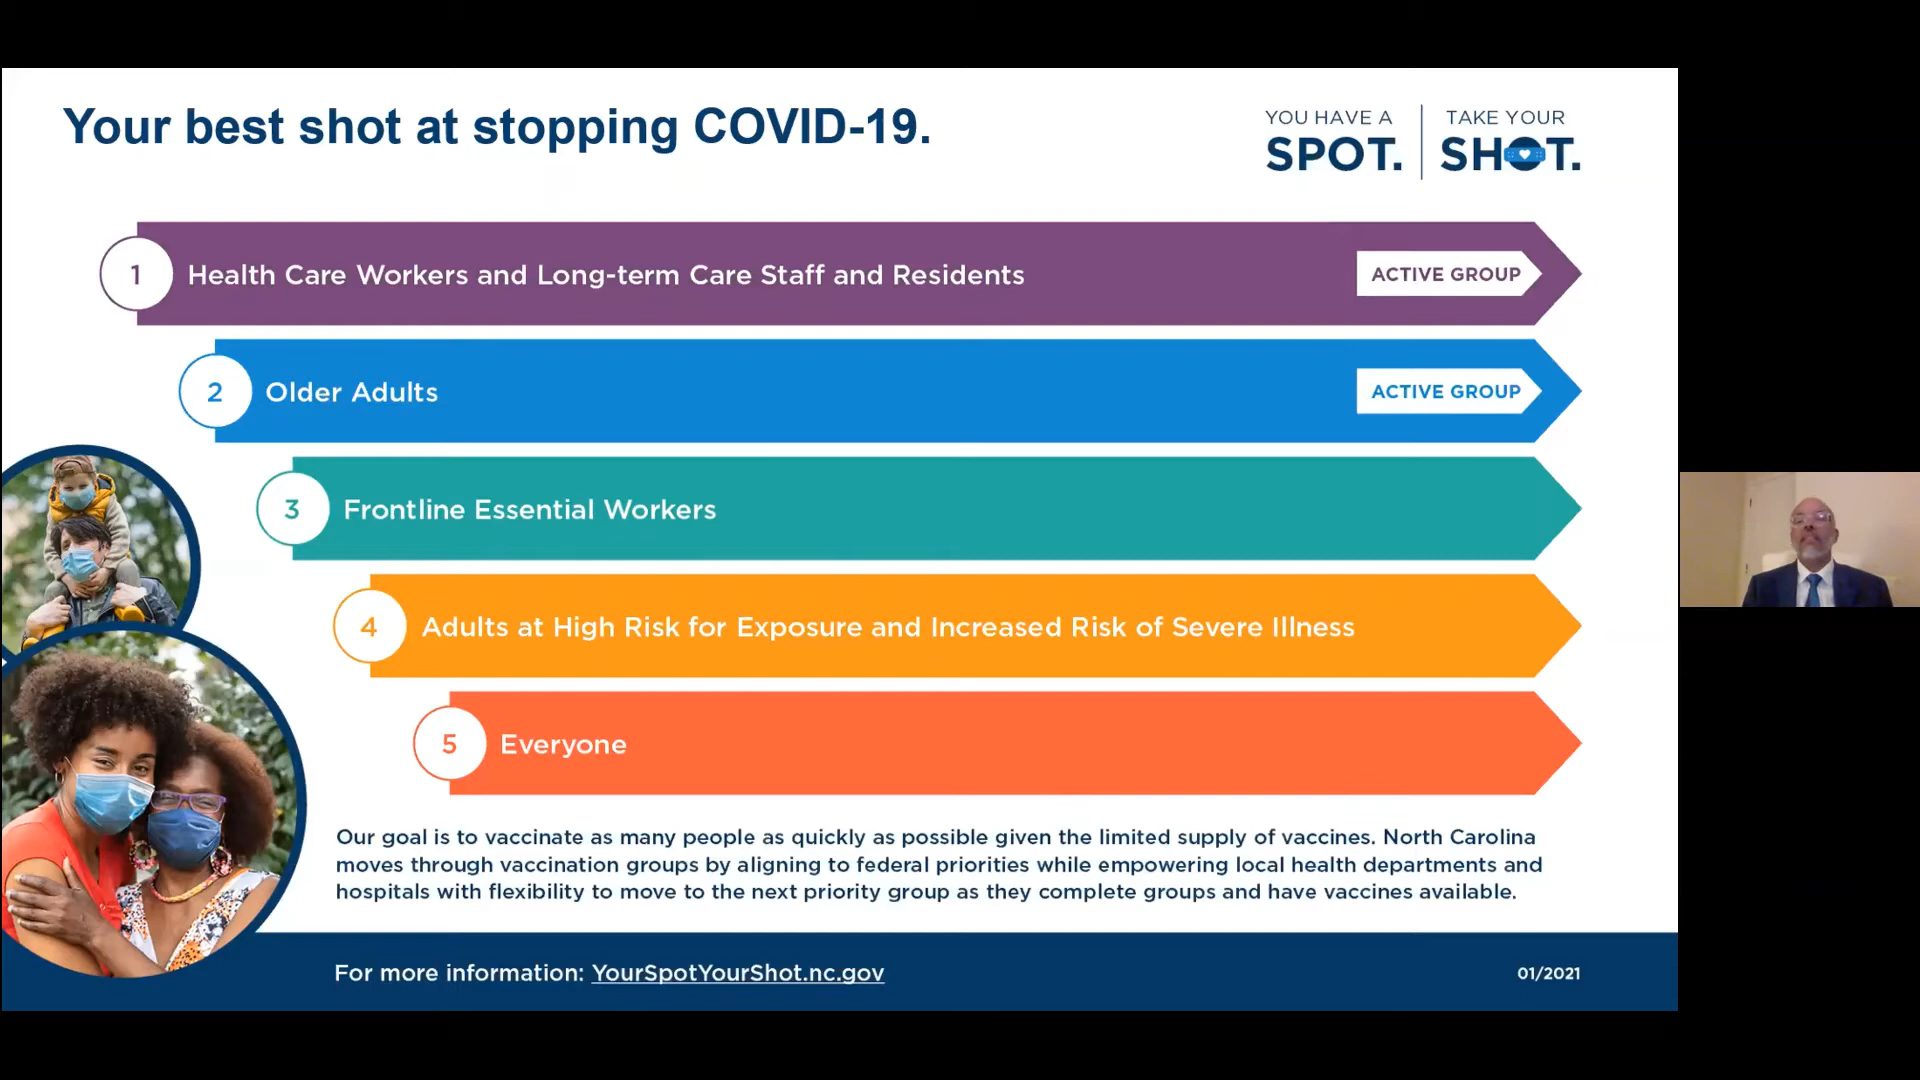 Your best shot at stopping COVID-19.
YOU HAVE A
SPOT.
TAKE YOUR
SHOT.
1
Health Care Workers and Long-term Care Staff and Residents
ACTIVE GROUP
2
Older Adults
ACTIVE GROUP
3
Frontline Essential Workers
4
Adults at High Risk for Exposure and Increased Risk of Severe Illness
5
Everyone
Our goal is to vaccinate as many people as quickly as possible given the limited supply of vaccines. North Carolina
moves through vaccination groups by aligning to federal priorities while empowering local health departments and
hospitals with flexibility to move to the next priority group as they complete groups and have vaccines available.
For more information: YourSpotYourShot.nc.gov
01/2021